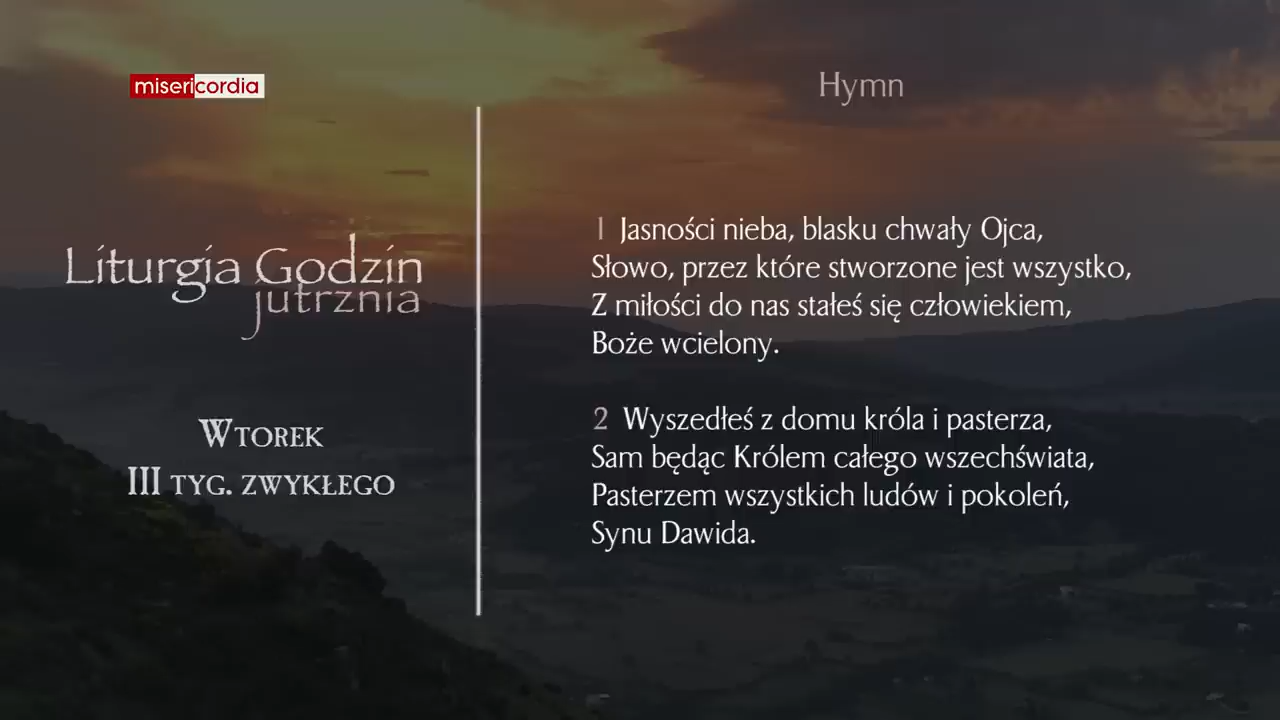 misericordia
Liturgia Godzin
jutrznia
Wtorek
III tyg. zwykłego
Hymn
1 Jasności nieba, blasku chwały Ojca,
Słowo, przez które stworzone jest wszystko,
Z miłości do nas stałeś się człowiekiem,
Boże wcielony.
2 Wyszedłeś z domu króla i pasterza,
Sam będąc Królem całego wszechświata,
Pasterzem wszystkich ludów i pokoleń,
Synu Dawida.